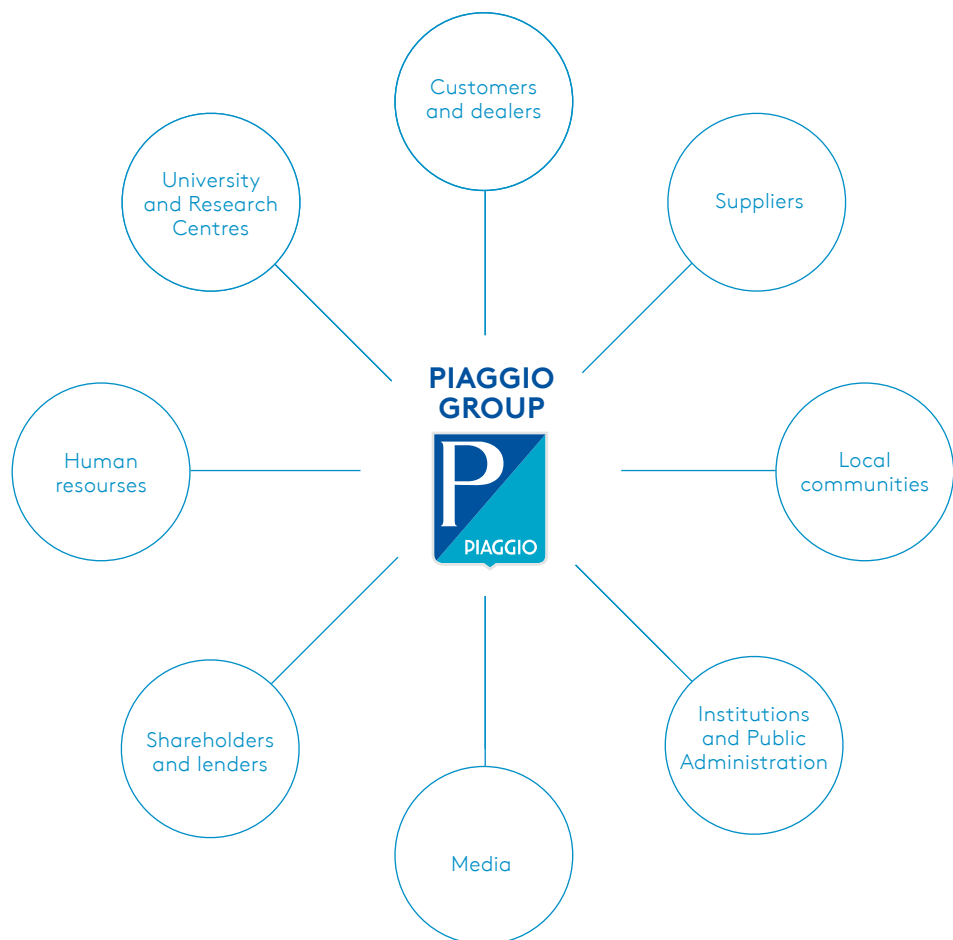 Customers
and dealers
University
and Research
Centres
Suppliers
PIAGGIO
GROUP
P
PIAGGIO
Human
resourses
Local
communities
Shareholders
and lenders
Institutions
and Public
Administration
Media